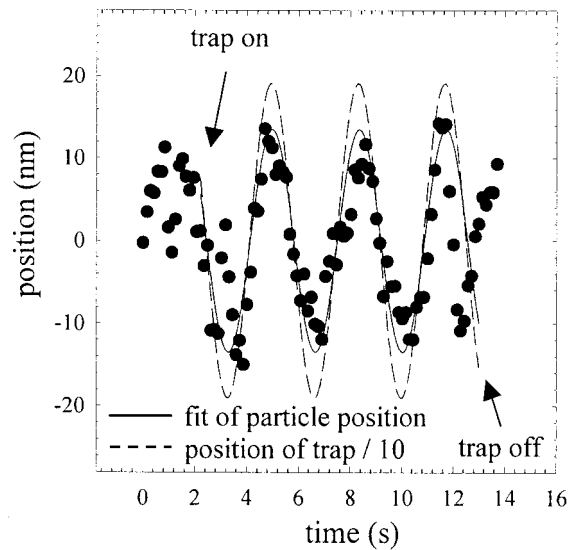 trap on
20
10
0
-10
-20
position (nm)
fit of particle position
position of trap / 10
trap off
0 2 4 6 8 10 12 14 16
time (s)